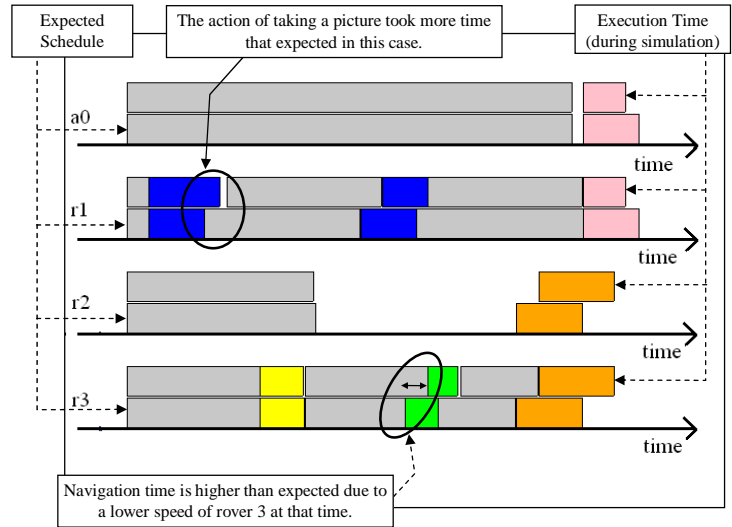 Expected
Schedule
The action of taking a picture took more time
that expected in this case.
Execution Time
(during simulation)
a0
time
r1
time
r2
time
r3
time
Navigation time is higher than expected due to
a lower speed of rover 3 at that time.